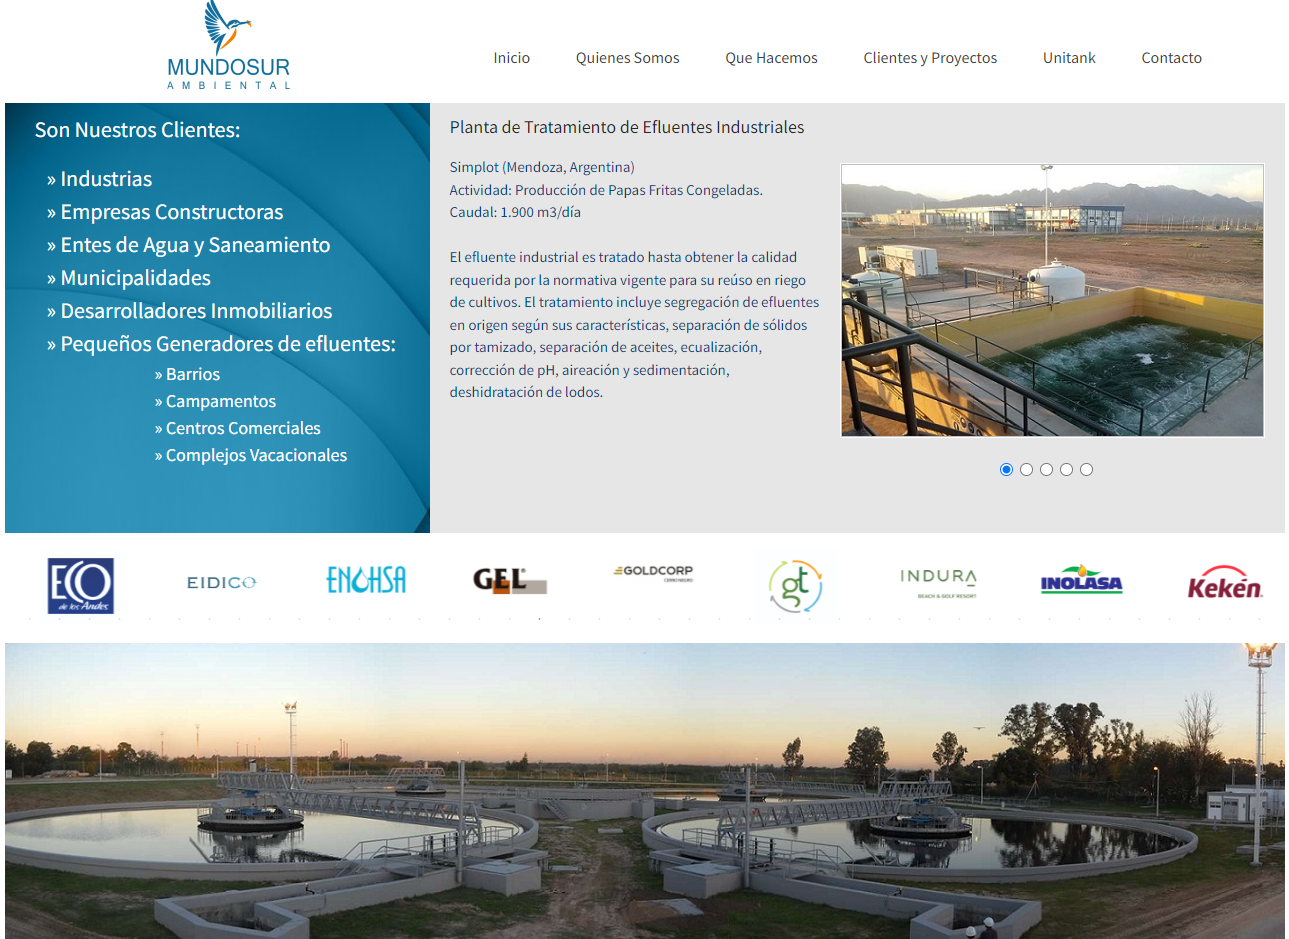 MUNDOSUR
AMBIENTAL
Inicio
Quienes Somos
Que Hacemos
Clientes y Proyectos
Unitank
Contacto
Son Nuestros Clientes:
» Industrias
» Empresas Constructoras
» Entes de Agua y Saneamiento
» Municipalidades
» Desarrolladores Inmobiliarios
» Pequeños Generadores de efluentes:
» Barrios
» Campamentos
» Centros Comerciales
» Complejos Vacacionales
Planta de Tratamiento de Efluentes Industriales
Simplot (Mendoza, Argentina)
Actividad: Producción de Papas Fritas Congeladas.
Caudal: 1.900 m3/día
El efluente industrial es tratado hasta obtener la calidad
requerida por la normativa vigente para su reúso en riego
de cultivos. El tratamiento incluye segregación de efluentes
en origen según sus características, separación de sólidos
por tamizado, separación de aceites, ecualización,
corrección de pH, aireación y sedimentación,
deshidratación de lodos.
ECO
de los Andes
EIDICO
ENOHSA
GEL
GOLDCORP
CERRO NEGRO
gt
INDURA
BEACH & GOLF RESORT
INOLASA
Kekén